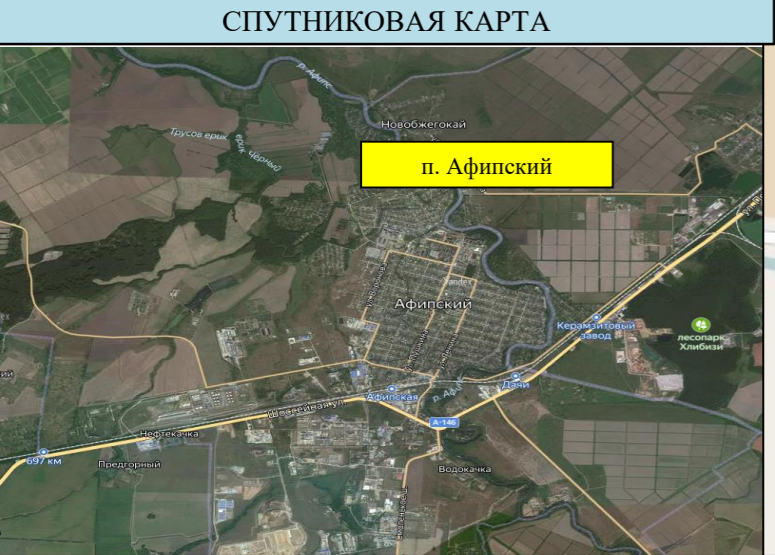 СПУТНИКОВАЯ КАРТА
р. Афипс
Новобжегокай
Трусов ерик
ерик Чёрный
п. Афипский
Афипский
Керамзитовый
завод
лесопарк
Хлибизи
Дачи
Афипская
р. Афи
Шоссейная ул.
А-146
Нефтекачка
697 км
Предгорный
Водокачка